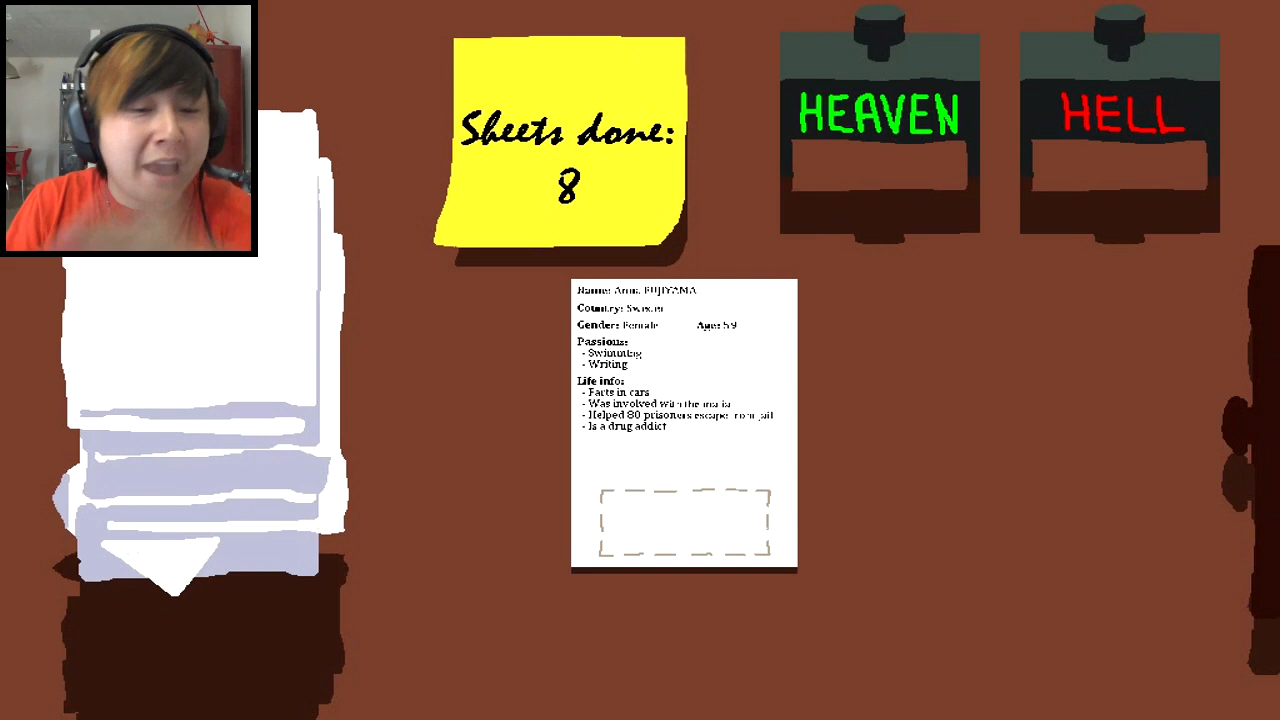 Sheets done:
8
HEAVEN
HELL
Name: Anna FUJIYAMA
Country: Sweden
Gender: Female Age: 59
Passions:
- Swimming
- Writing
Life info:
- Farts in cars
- Was involved with the mafia
- Helped 80 prisoners escape from jail
- Is a drug addict